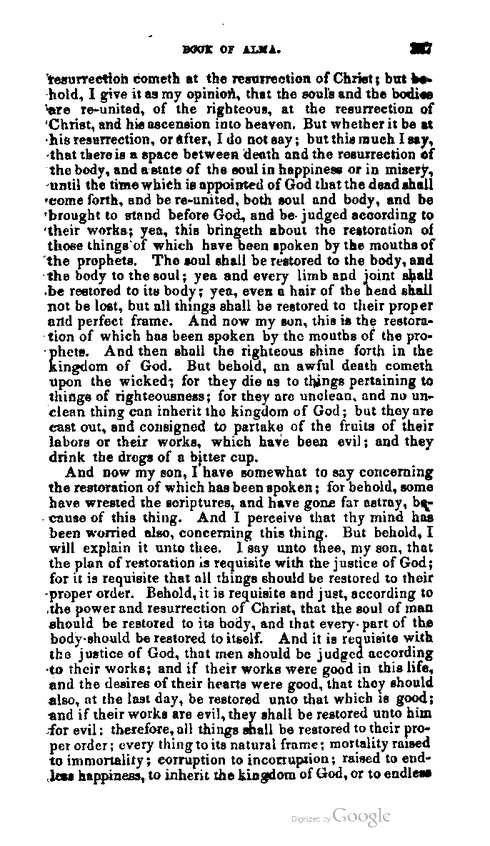 BOOK OF ALMA.
resurrection cometh at the resurrection of Christ; but be-
hold, I give it as my opinion, that the souls and the bodies
are re-united, of the righteous, at the resurrection of
Christ, and his ascension into heaven. But whether it be at
his resurrection, or after, I do not say; but this much I say,
that there is a space between death and the resurrection of
the body, and a state of the soul in happiness or in misery,
until the time which is appointed of God that the dead shall
come forth, and be re-united, both soul and body, and be
brought to stand before God, and be judged according to
their works; yea, this bringeth about the restoration of
those things of which have been spoken by the mouths of
the prophets. The soul shall be restored to the body, and
the body to the soul; yea and every limb and joint shall
be restored to its body; yea, even a hair of the head shall
not be lost, but all things shall be restored to their proper
and perfect frame. And now my son, this is the restora-
tion of which has been spoken by the mouths of the pro-
phets. And then shall the righteous shine forth in the
kingdom of God. But behold, an awful death cometh
upon the wicked; for they die as to things pertaining to
things of righteousness; for they are unclean, and no un-
clean thing can inherit the kingdom of God; but they are
cast out, and consigned to partake of the fruits of their
labors or their works, which have been evil; and they
drink the dregs of a bitter cup.
And now my son, I have somewhat to say concerning
the restoration of which has been spoken; for behold, some
have wrested the scriptures, and have gone far astray, be-
cause of this thing. And I perceive that thy mind has
been worried also, concerning this thing. But behold, I
will explain it unto thee. I say unto thee, my son, that
the plan of restoration is requisite with the justice of God;
for it is requisite that all things should be restored to their
proper order. Behold, it is requisite and just, according to
the power and resurrection of Christ, that the soul of man
should be restored to its body, and that every part of the
body should be restored to itself. And it is requisite with
the justice of God, that men should be judged according
to their works; and if their works were good in this life,
and the desires of their hearts were good, that they should
also, at the last day, be restored unto that which is good;
and if their works are evil, they shall be restored unto him
for evil: therefore, all things shall be restored to their pro-
per order; every thing to its natural frame; mortality raised
to immortality; corruption to incorruption; raised to end-
less happiness, to inherit the kingdom of God, or to endless
Digitized by Google